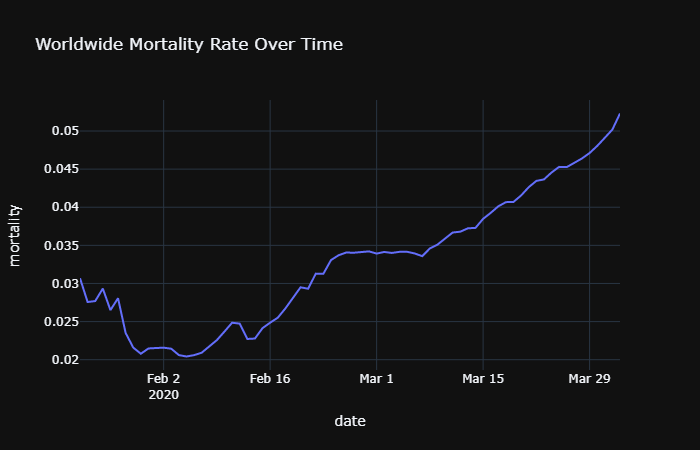 Worldwide Mortality Rate Over Time
mortality
0.05
0.045
0.04
0.035
0.03
0.025
0.02
Feb 2
2020
Feb 16
Mar 1
Mar 15
Mar 29
date